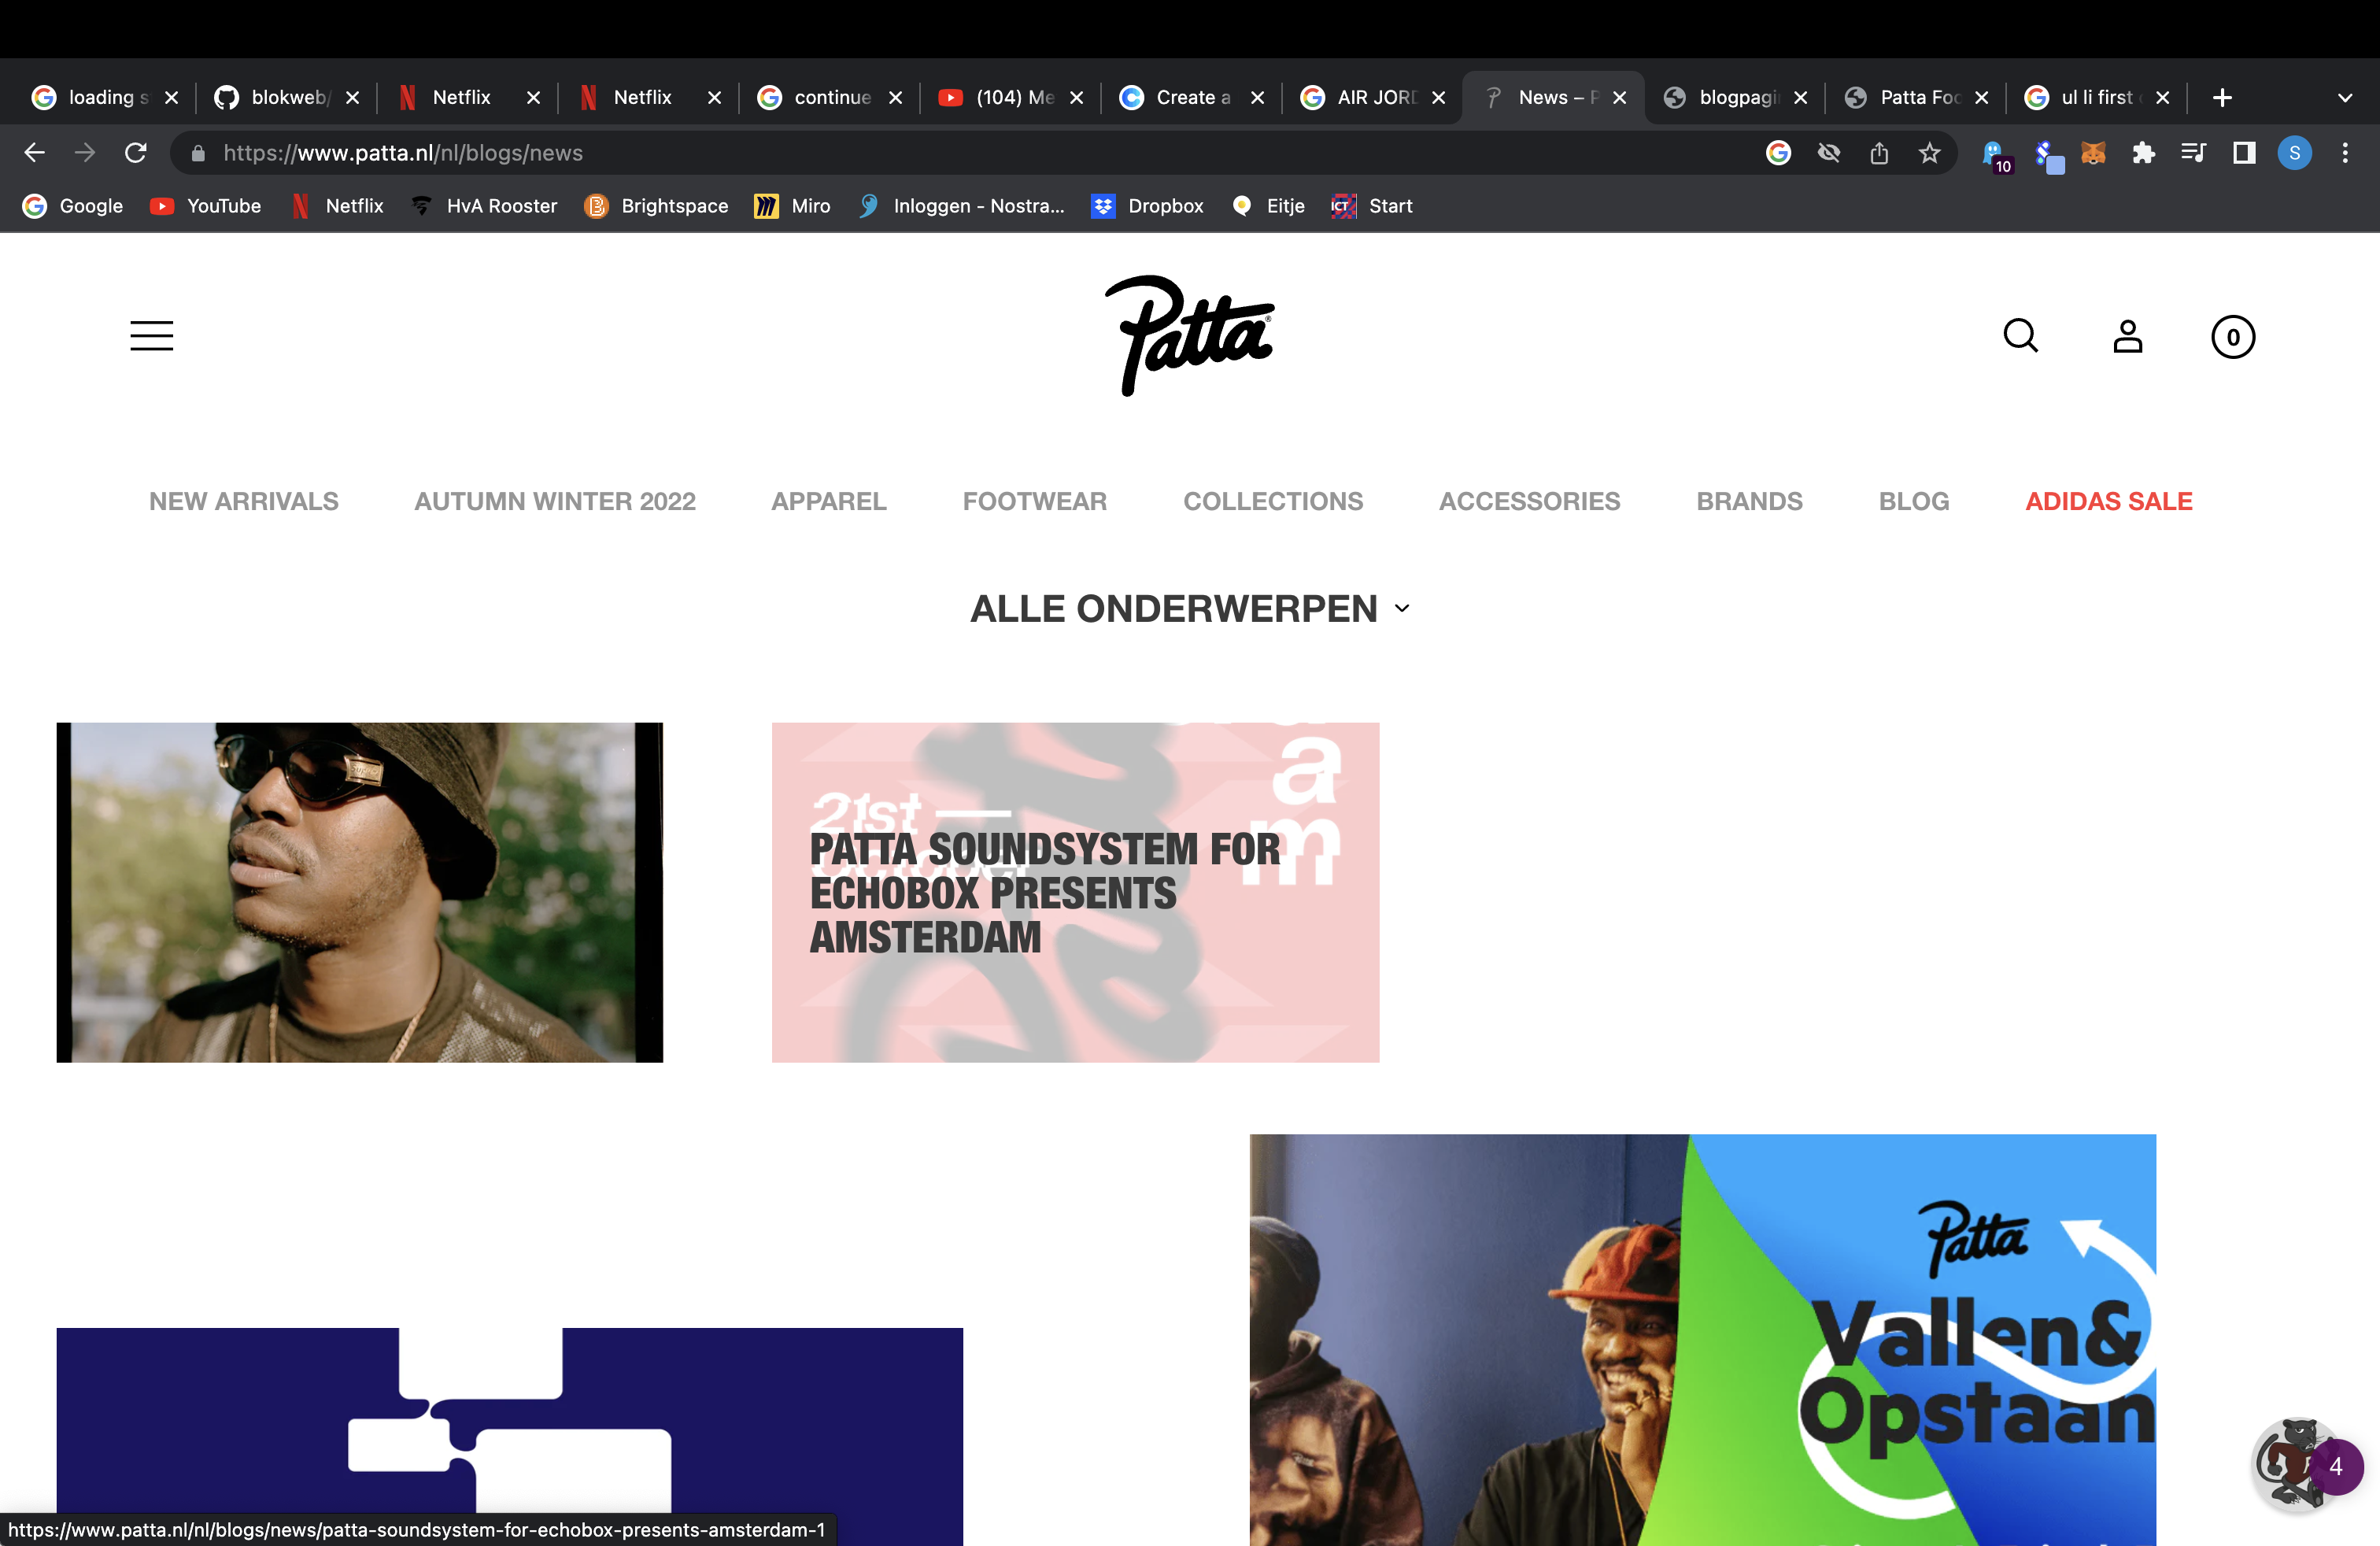 loading s
blokweb/
Netflix
Netflix
continue
(104) Me
Create a
AIR JORD
News – P
blogpagin
Patta Foo
ul li first
https://www.patta.nl/nl/blogs/news
10
S
Google
YouTube
Netflix
HvA Rooster
Brightspace
Miro
Inloggen - Nostra...
Dropbox
Eitje
ICT
Start
Patta®
0
NEW ARRIVALS
AUTUMN WINTER 2022
APPAREL
FOOTWEAR
COLLECTIONS
ACCESSORIES
BRANDS
BLOG
ADIDAS SALE
ALLE ONDERWERPEN
a
m
21st —
October
PATTA SOUNDSYSTEM FOR
ECHOBOX PRESENTS
AMSTERDAM
Patta
Vallen&
Opstaan
4
https://www.patta.nl/nl/blogs/news/patta-soundsystem-for-echobox-presents-amsterdam-1